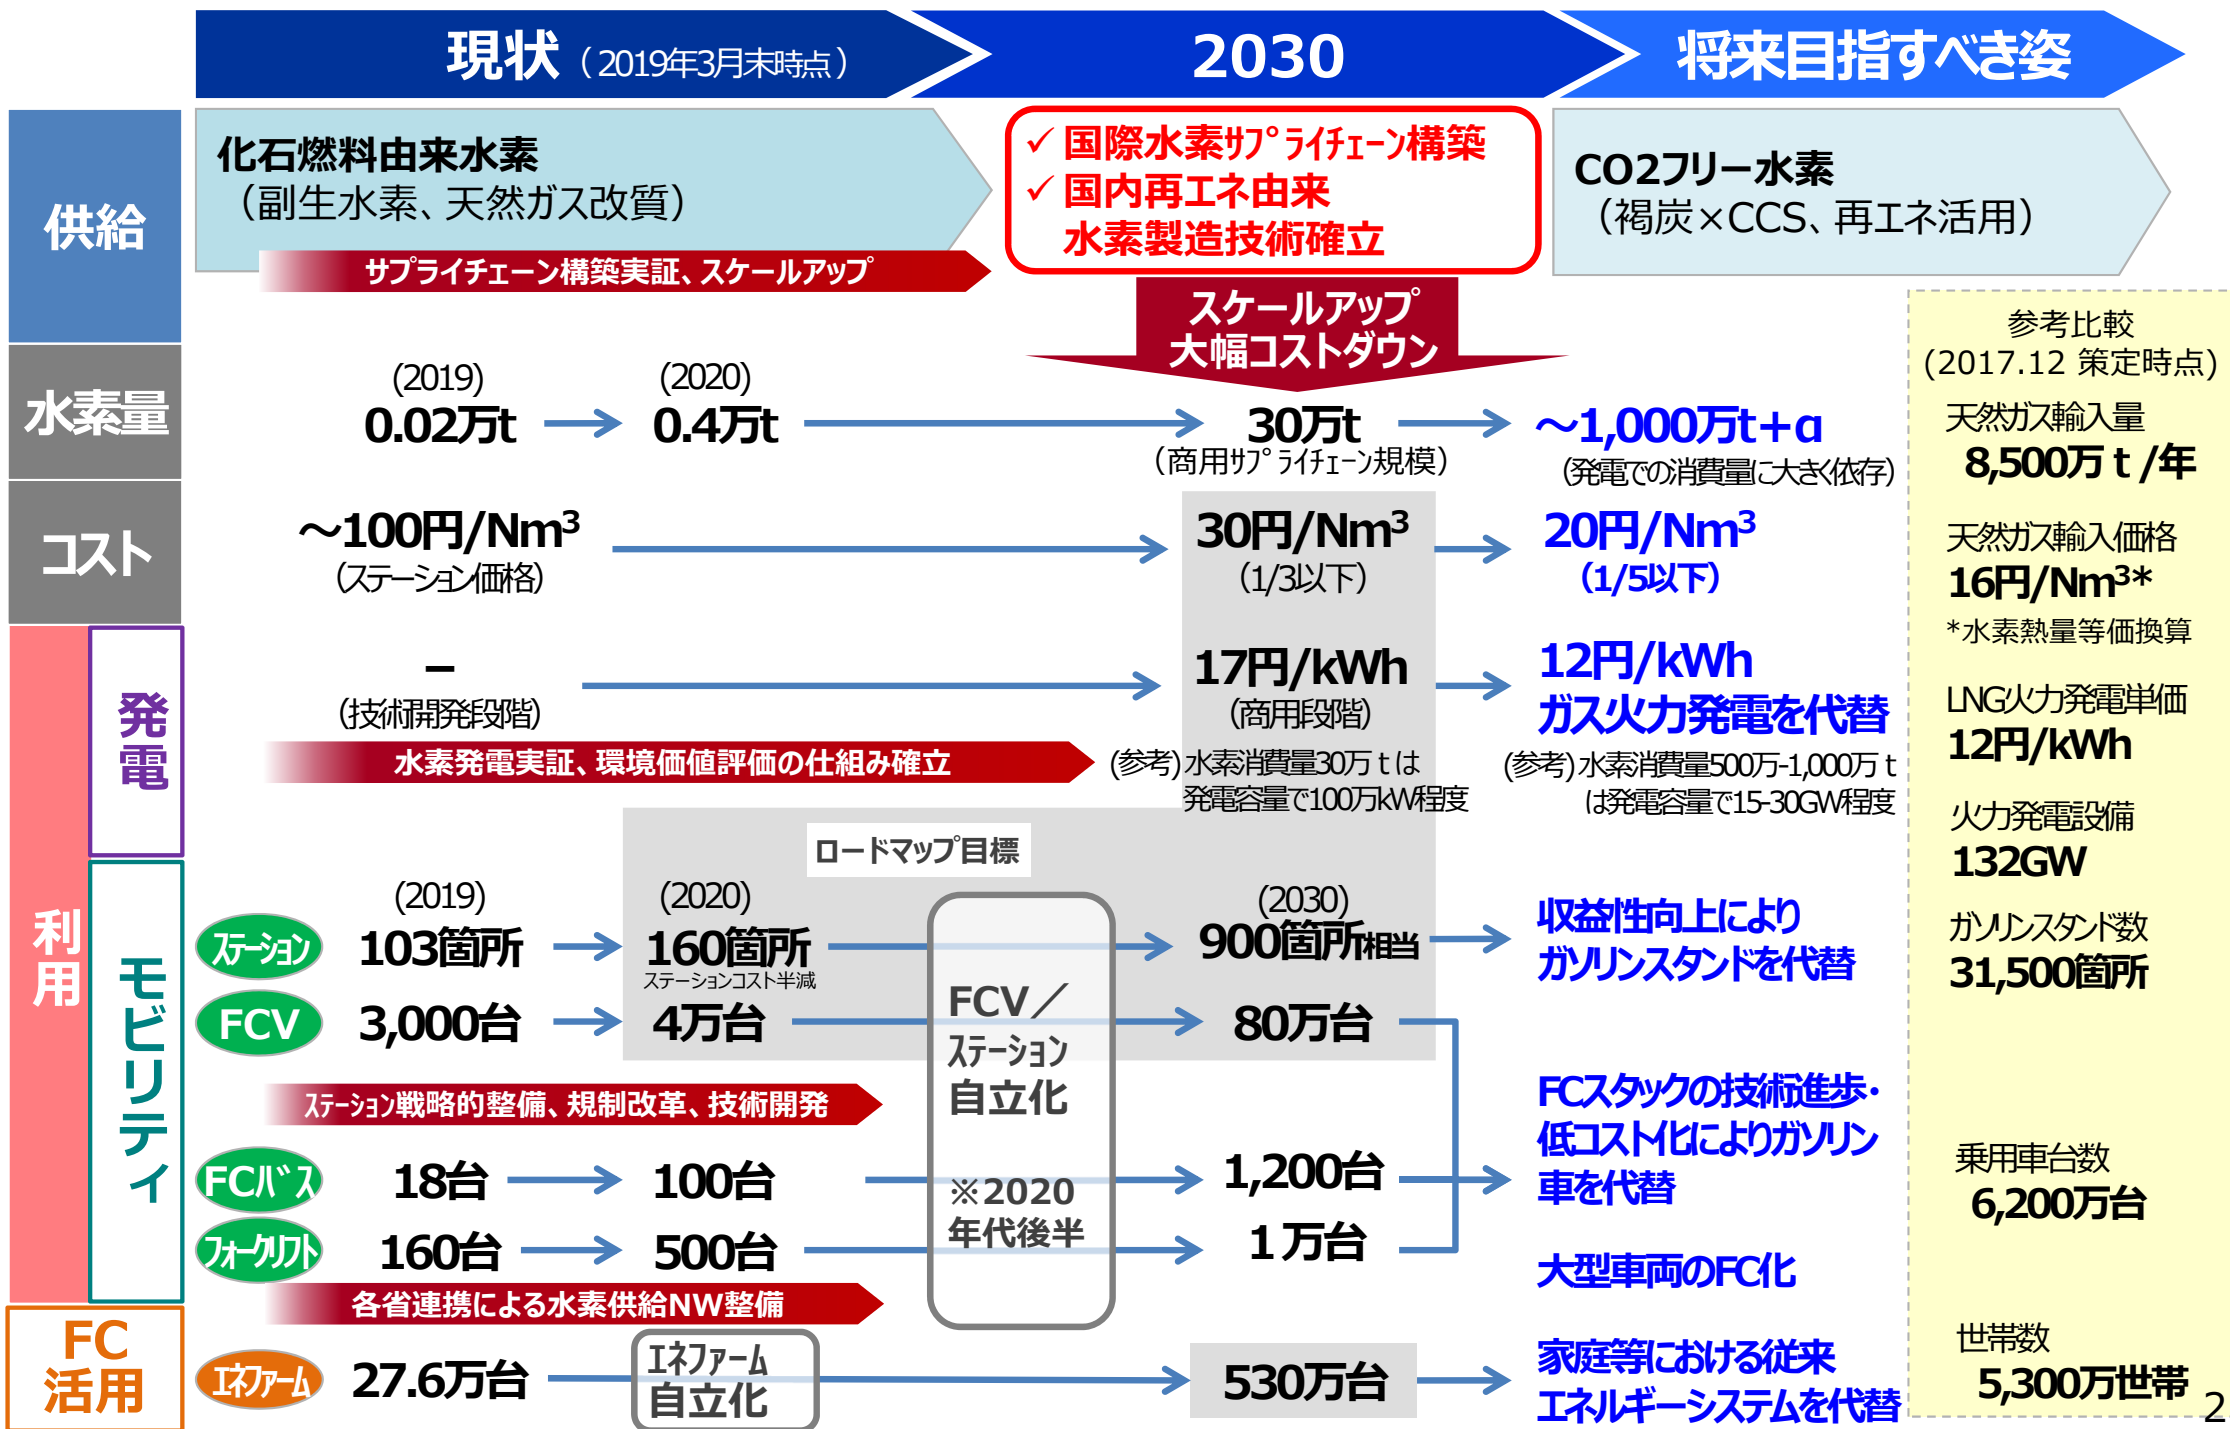 現状（2019年3月末時点）
2030
将来目指すべき姿
供給
化石燃料由来水素
（副生水素、天然ガス改質）
サプライチェーン構築実証、スケールアップ
✓国際水素ｻﾌﾟﾗｲﾁｪｰﾝ構築
✓国内再エネ由来
水素製造技術確立
CO2フリー水素
（褐炭×CCS、再エネ活用）
スケールアップ
大幅コストダウン
水素量
(2019)
0.02万t
(2020)
0.4万t
30万t
（商用ｻﾌﾟﾗｲﾁｪｰﾝ規模）
～1,000万t+α
（発電での消費量に大きく依存）
コスト
～100円/Nm³
（ステーション価格）
30円/Nm³
（1/3以下）
20円/Nm³
（1/5以下）
利用
発電
–
（技術開発段階）
17円/kWh
（商用段階）
12円/kWh
ガス火力発電を代替
水素発電実証、環境価値評価の仕組み確立
(参考)水素消費量30万ｔは
発電容量で100万kW程度
(参考)水素消費量500万-1,000万ｔ
は発電容量で15-30GW程度
ロードマップ目標
モビリティ
(2019)
(2020)
(2030)
ｽﾃｰｼｮﾝ
103箇所
160箇所
ステーションコスト半減
900箇所相当
収益性向上により
ガソリンスタンドを代替
FCV
3,000台
4万台
80万台
FCV／
ｽﾃｰｼｮﾝ
自立化
※2020
年代後半
ｽﾃｰｼｮﾝ戦略的整備、規制改革、技術開発
FCスタックの技術進歩・
低コスト化によりガソリン
車を代替
FCﾊﾞｽ
18台
100台
1,200台
ﾌｫｰｸﾘﾌﾄ
160台
500台
１万台
大型車両のFC化
各省連携による水素供給NW整備
FC
活用
ｴﾈﾌｧｰﾑ
27.6万台
ｴﾈﾌｧｰﾑ
自立化
530万台
家庭等における従来
エネルギーシステムを代替
参考比較
(2017.12 策定時点)
天然ガス輸入量
8,500万ｔ/年
天然ガス輸入価格
16円/Nm³*
*水素熱量等価換算
LNG火力発電単価
12円/kWh
火力発電設備
132GW
ガソリンスタンド数
31,500箇所
乗用車台数
6,200万台
世帯数
5,300万世帯
2